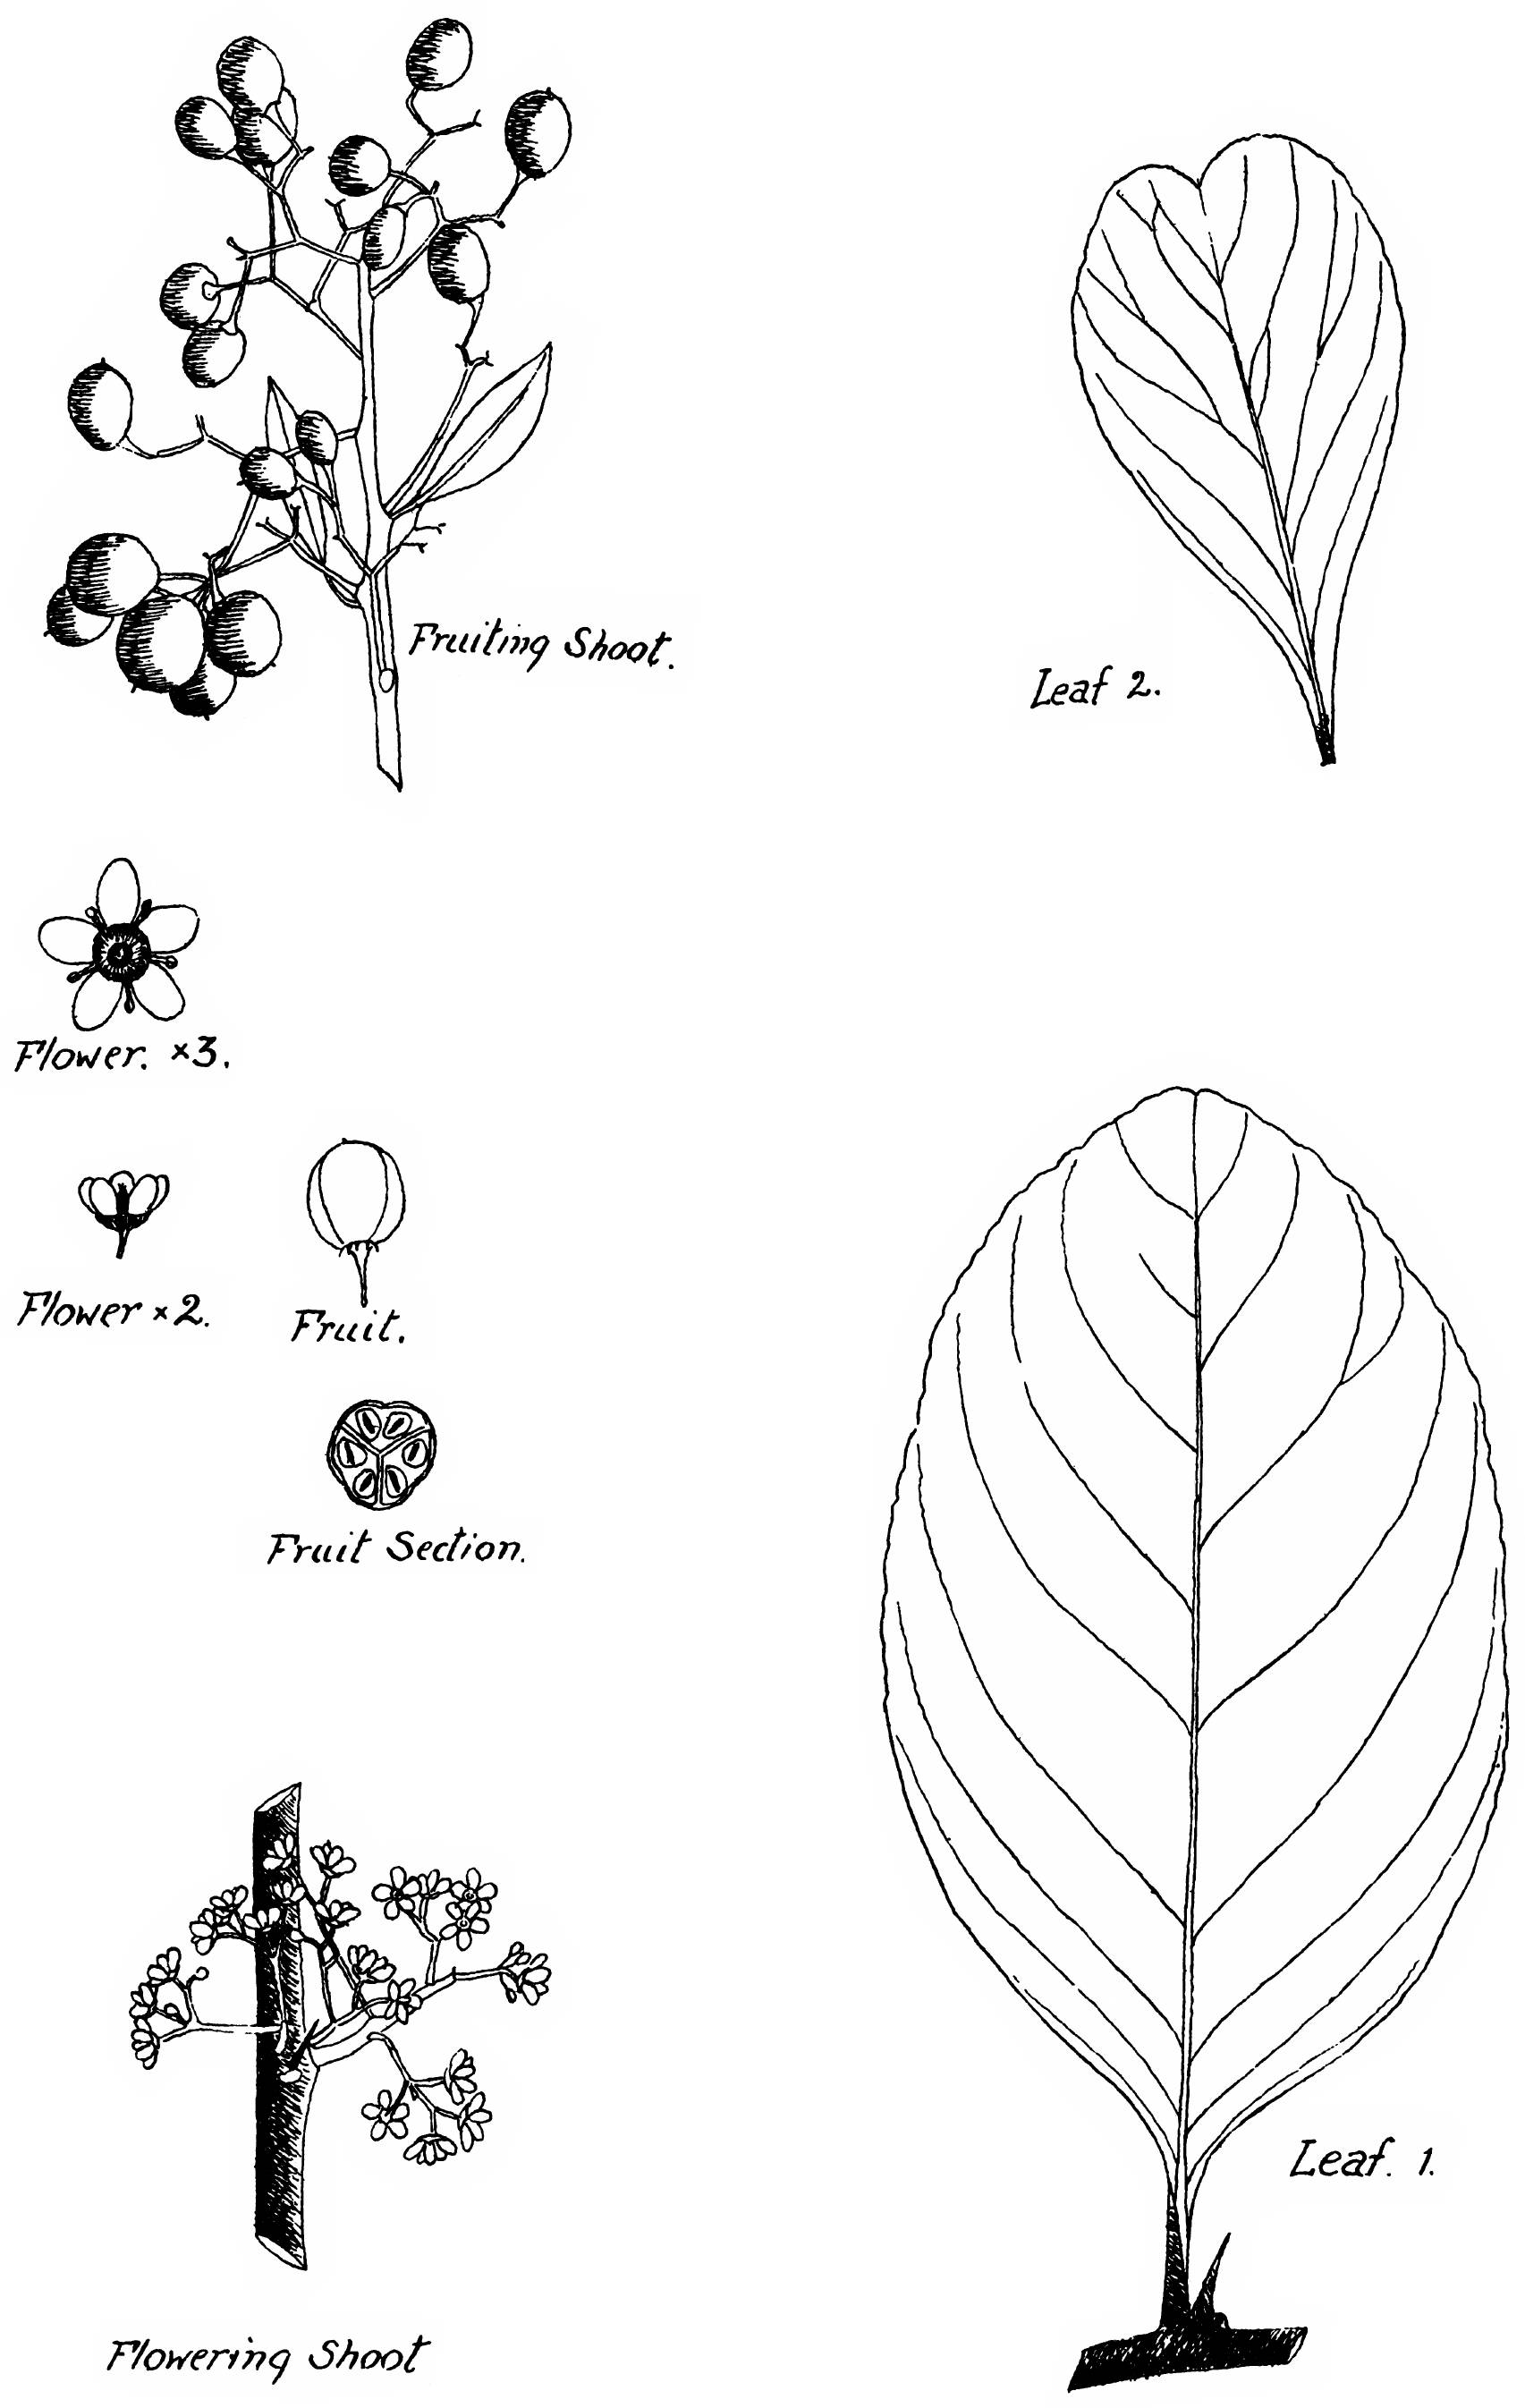 Fruiting Shoot.
Leaf 2.
Flower. ×3.
Flower ×2.
Fruit.
Fruit Section.
Leaf. 1.
Flowering Shoot